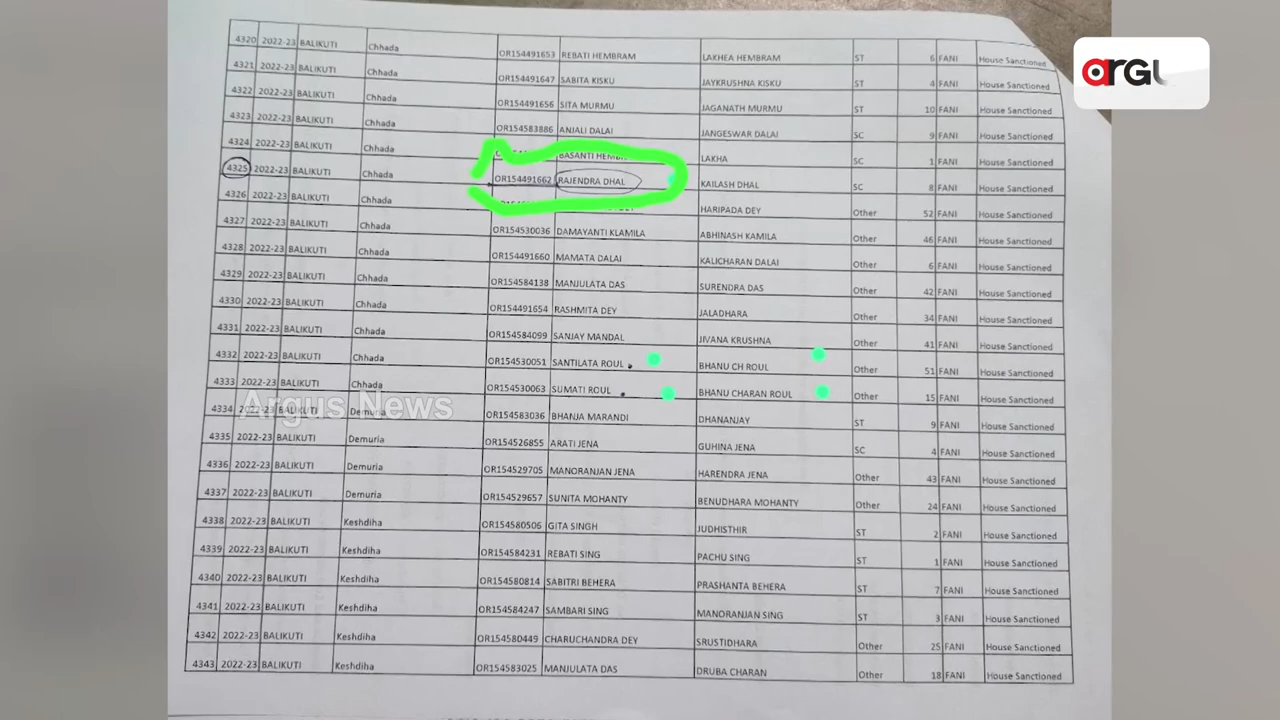 4320 2022-23 BALIKUTI Chhada OR154491653 REBATI HEMBRAM LAKHEA HEMBRAM ST 6 FANI House Sanctioned
4321 2022-23 BALIKUTI Chhada OR154491647 SABITA KISKU JAYKRUSHNA KISKU ST 4 FANI House Sanctioned
4322 2022-23 BALIKUTI Chhada OR154491656 SITA MURMU JAGANATH MURMU ST 10 FANI House Sanctioned
4323 2022-23 BALIKUTI Chhada OR154583886 ANJALI DALAI JANGESWAR DALAI SC 9 FANI House Sanctioned
4324 2022-23 BALIKUTI Chhada BASANTI LAKHA SC 1 FANI House Sanctioned
4325 2022-23 BALIKUTI Chhada OR154491662 RAJENDRA DHAL KAILASH DHAL SC 8 FANI House Sanctioned
4326 2022-23 BALIKUTI Chhada HARIPADA DEY Other 52 FANI House Sanctioned
4327 2022-23 BALIKUTI Chhada OR154530036 DAMAYANTI KLAMILA ABHINASH KAMILA Other 46 FANI House Sanctioned
4328 2022-23 BALIKUTI Chhada OR154491660 MAMATA DALAI KALICHARAN DALAI Other 6 FANI House Sanctioned
4329 2022-23 BALIKUTI Chhada OR154584138 MANJULATA DAS SURENDRA DAS Other 42 FANI House Sanctioned
4330 2022-23 BALIKUTI Chhada OR154491654 RASHMITA DEY JALADHARA Other 34 FANI House Sanctioned
4331 2022-23 BALIKUTI Chhada OR154584099 SANJAY MANDAL JIVANA KRUSHNA Other 41 FANI House Sanctioned
4332 2022-23 BALIKUTI Chhada OR154530051 SANTILATA ROUL BHANU CH ROUL Other 51 FANI House Sanctioned
4333 2022-23 BALIKUTI Chhada OR154530063 SUMATI ROUL BHANU CHARAN ROUL Other 15 FANI House Sanctioned
4334 2022-23 BALIKUTI Demuria OR154583036 BHANJA MARANDI DHANANJAY ST 9 FANI House Sanctioned
4335 2022-23 BALIKUTI Demuria OR154526855 ARATI JENA GUHINA JENA SC 4 FANI House Sanctioned
4336 2022-23 BALIKUTI Demuria OR154529705 MANORANJAN JENA HARENDRA JENA Other 43 FANI House Sanctioned
4337 2022-23 BALIKUTI Demuria OR154529657 SUNITA MOHANTY BENUDHARA MOHANTY Other 24 FANI House Sanctioned
4338 2022-23 BALIKUTI Keshdiha OR154580506 GITA SINGH JUDHISTHIR ST 2 FANI House Sanctioned
4339 2022-23 BALIKUTI Keshdiha OR154584231 REBATI SING PACHU SING ST 1 FANI House Sanctioned
4340 2022-23 BALIKUTI Keshdiha OR154580814 SABITRI BEHERA PRASHANTA BEHERA ST 7 FANI House Sanctioned
4341 2022-23 BALIKUTI Keshdiha OR154584247 SAMBARI SING MANORANJAN SING ST 3 FANI House Sanctioned
4342 2022-23 BALIKUTI Keshdiha OR154580449 CHARUCHANDRA DEY SRUSTIDHARA Other 25 FANI House Sanctioned
4343 2022-23 BALIKUTI Keshdiha OR154583025 MANJULATA DAS DRUBA CHARAN Other 18 FANI House Sanctioned
Argus News